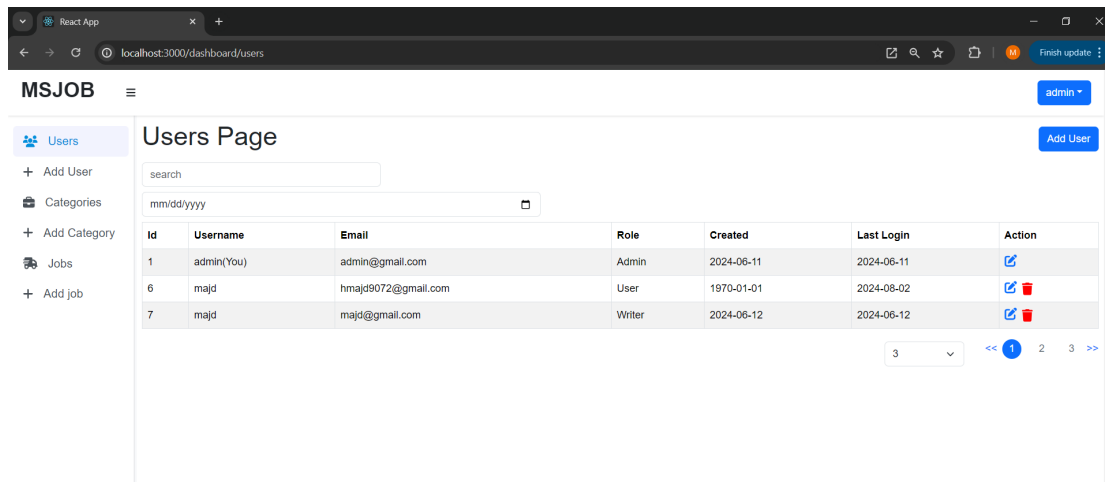 React App
localhost:3000/dashboard/users
M
Finish update
MSJOB
admin
Users
Add User
Categories
Add Category
Jobs
Add job
Users Page
Add User
search
mm/dd/yyyy
Id Username Email Role Created Last Login Action
1 admin(You) admin@gmail.com Admin 2024-06-11 2024-06-11
6 majd hmajd9072@gmail.com User 1970-01-01 2024-08-02
7 majd majd@gmail.com Writer 2024-06-12 2024-06-12
3 << 1 2 3 >>